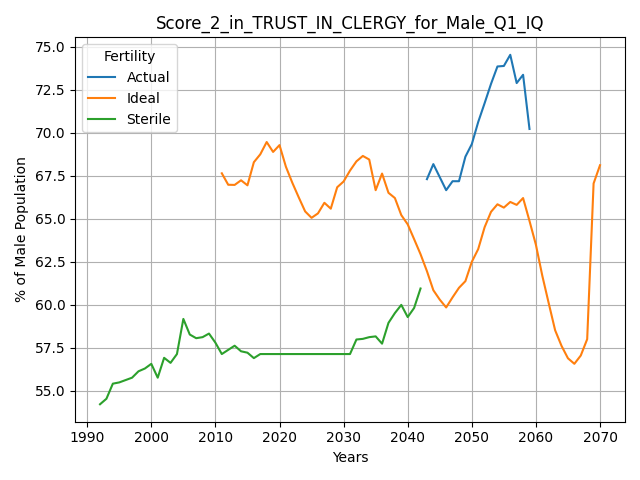 Score_2_in_TRUST_IN_CLERGY_for_Male_Q1_IQ
Fertility
Actual
Ideal
Sterile
% of Male Population
75.0
72.5
70.0
67.5
65.0
62.5
60.0
57.5
55.0
1990 2000 2010 2020 2030 2040 2050 2060 2070
Years